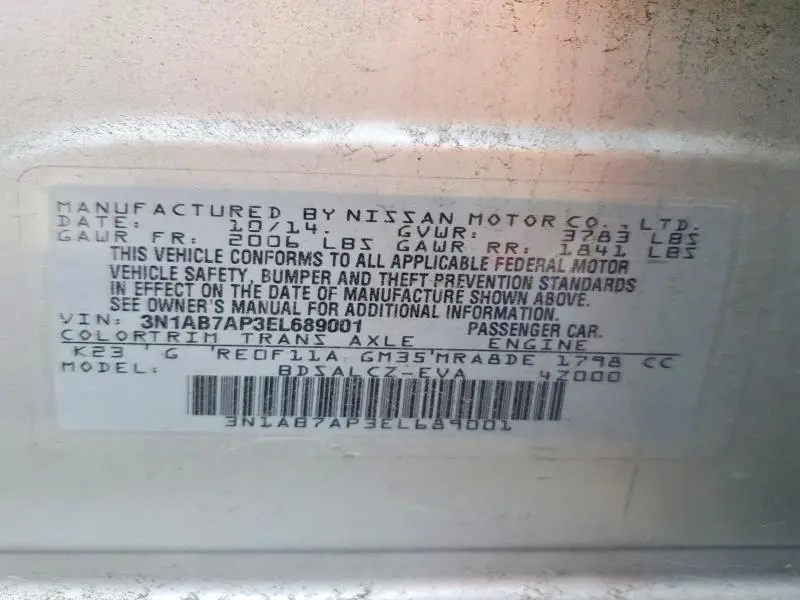 MANUFACTURED BY NISSAN MOTOR CO., LTD.
DATE: 10/14. GVWR: 3783 LBS
GAWR FR: 2006 LBS GAWR RR: 1841 LBS
THIS VEHICLE CONFORMS TO ALL APPLICABLE FEDERAL MOTOR
VEHICLE SAFETY, BUMPER AND THEFT PREVENTION STANDARDS
IN EFFECT ON THE DATE OF MANUFACTURE SHOWN ABOVE.
SEE OWNER'S MANUAL FOR ADDITIONAL INFORMATION.
VIN: 3N1AB7AP3EL689001 PASSENGER CAR.
COLORTRIM TRANS AXLE ENGINE
K23 'G 'RE0F11A GM35'MRA8DE 1798 CC
MODEL: BDSALCZ-EVA 4Z000
3N1AB7AP3EL689001